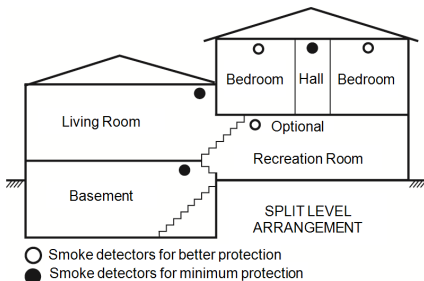 Bedroom Hall Bedroom
Living Room
Optional
Recreation Room
Basement
SPLIT LEVEL
ARRANGEMENT
Smoke detectors for better protection
Smoke detectors for minimum protection